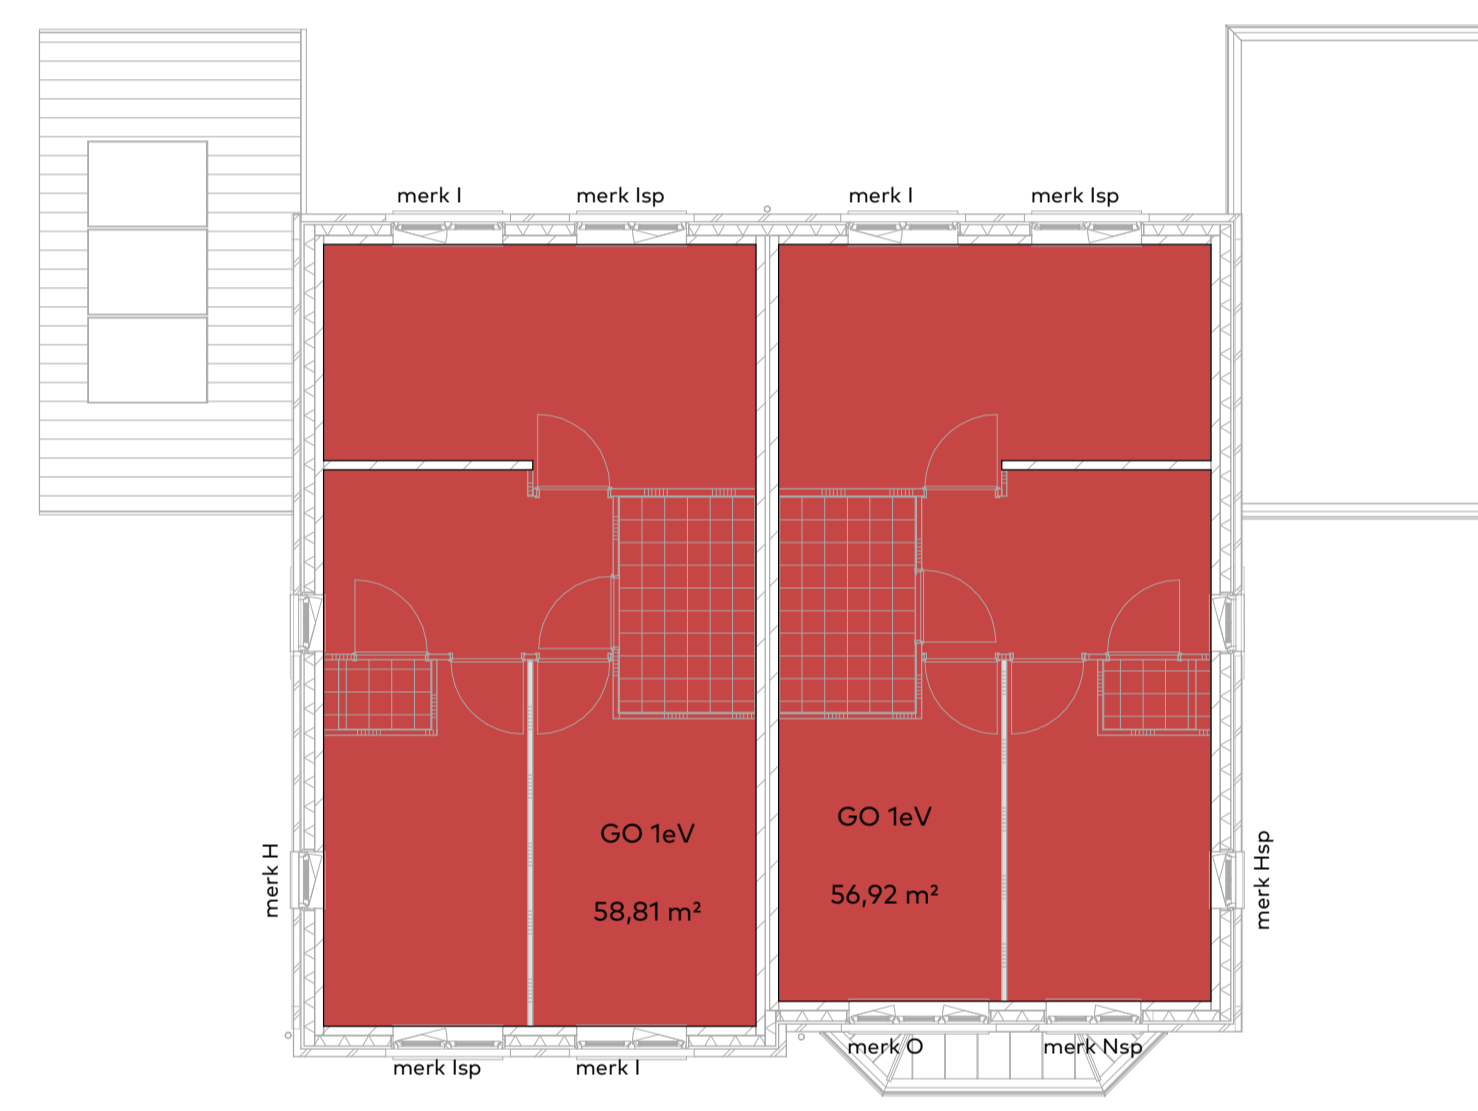 merk I
merk Isp
merk I
merk Isp
GO 1eV
58,81 m²
GO 1eV
56,92 m²
merk H
merk Hsp
merk Isp
merk I
merk O
merk Nsp